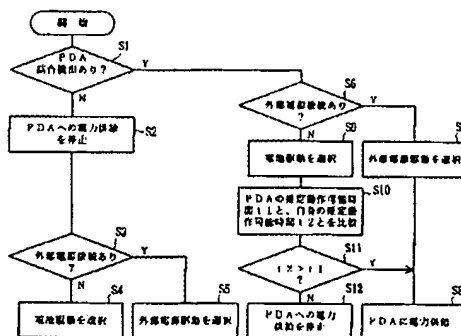 開 始
S1
PDA
結合検出あり?
Y
N
S2
PDAへの電力供給
を停止
S6
外部電源接続あり
?
Y
N
S9
電池駆動を選択
外部電源駆動を選択
S10
PDAの推定動作可能時
間t1と、自身の推定動
作可能時間t2とを比較
S3
外部電源接続あり
?
Y
N
S11
t2>t1
?
Y
N
S4
電池駆動を選択
S5
外部電源駆動を選択
S12
PDAへの電力
供給を停止
PDAに電力供給